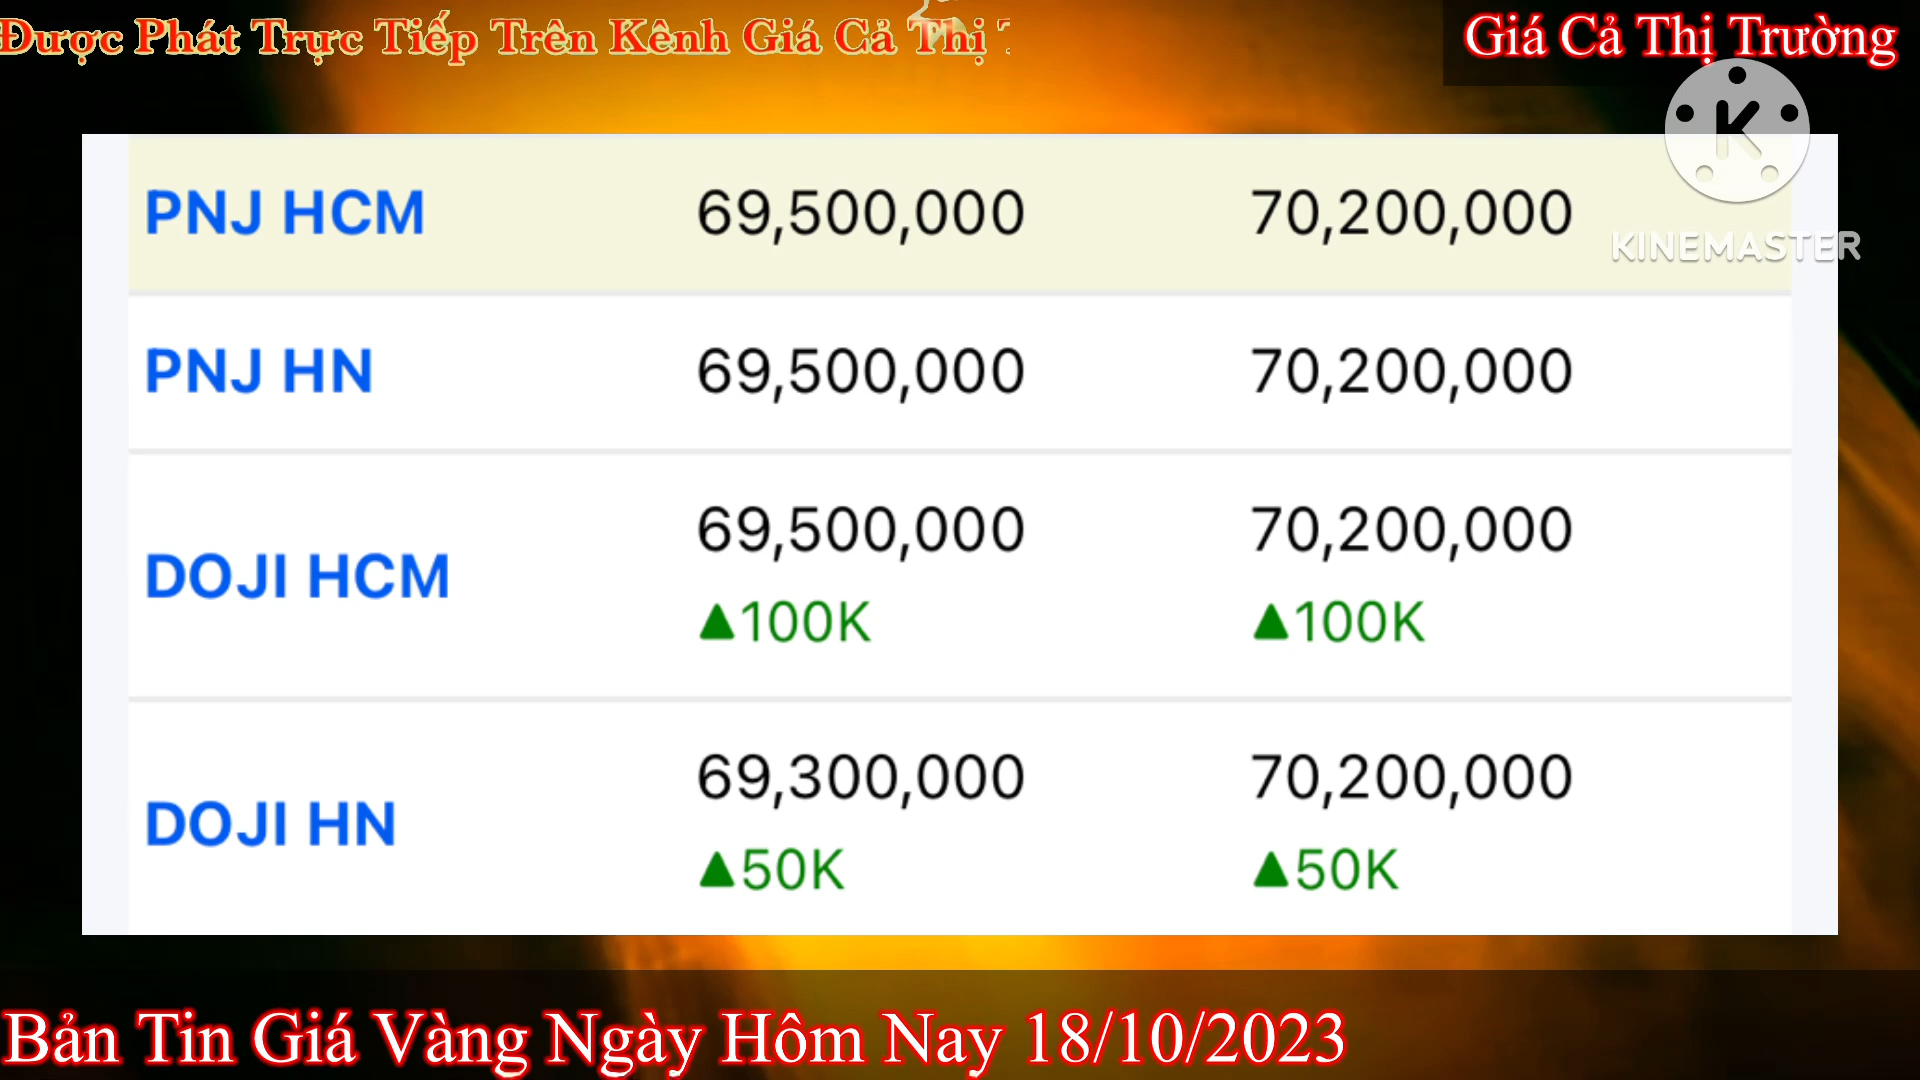 Được Phát Trực Tiếp Trên Kênh Giá Cả Thị
Giá Cả Thị Trường
K
KINEMASTER
PNJ HCM 69,500,000 70,200,000
PNJ HN 69,500,000 70,200,000
DOJI HCM 69,500,000 70,200,000
▲100K ▲100K
DOJI HN 69,300,000 70,200,000
▲50K ▲50K
Bản Tin Giá Vàng Ngày Hôm Nay 18/10/2023